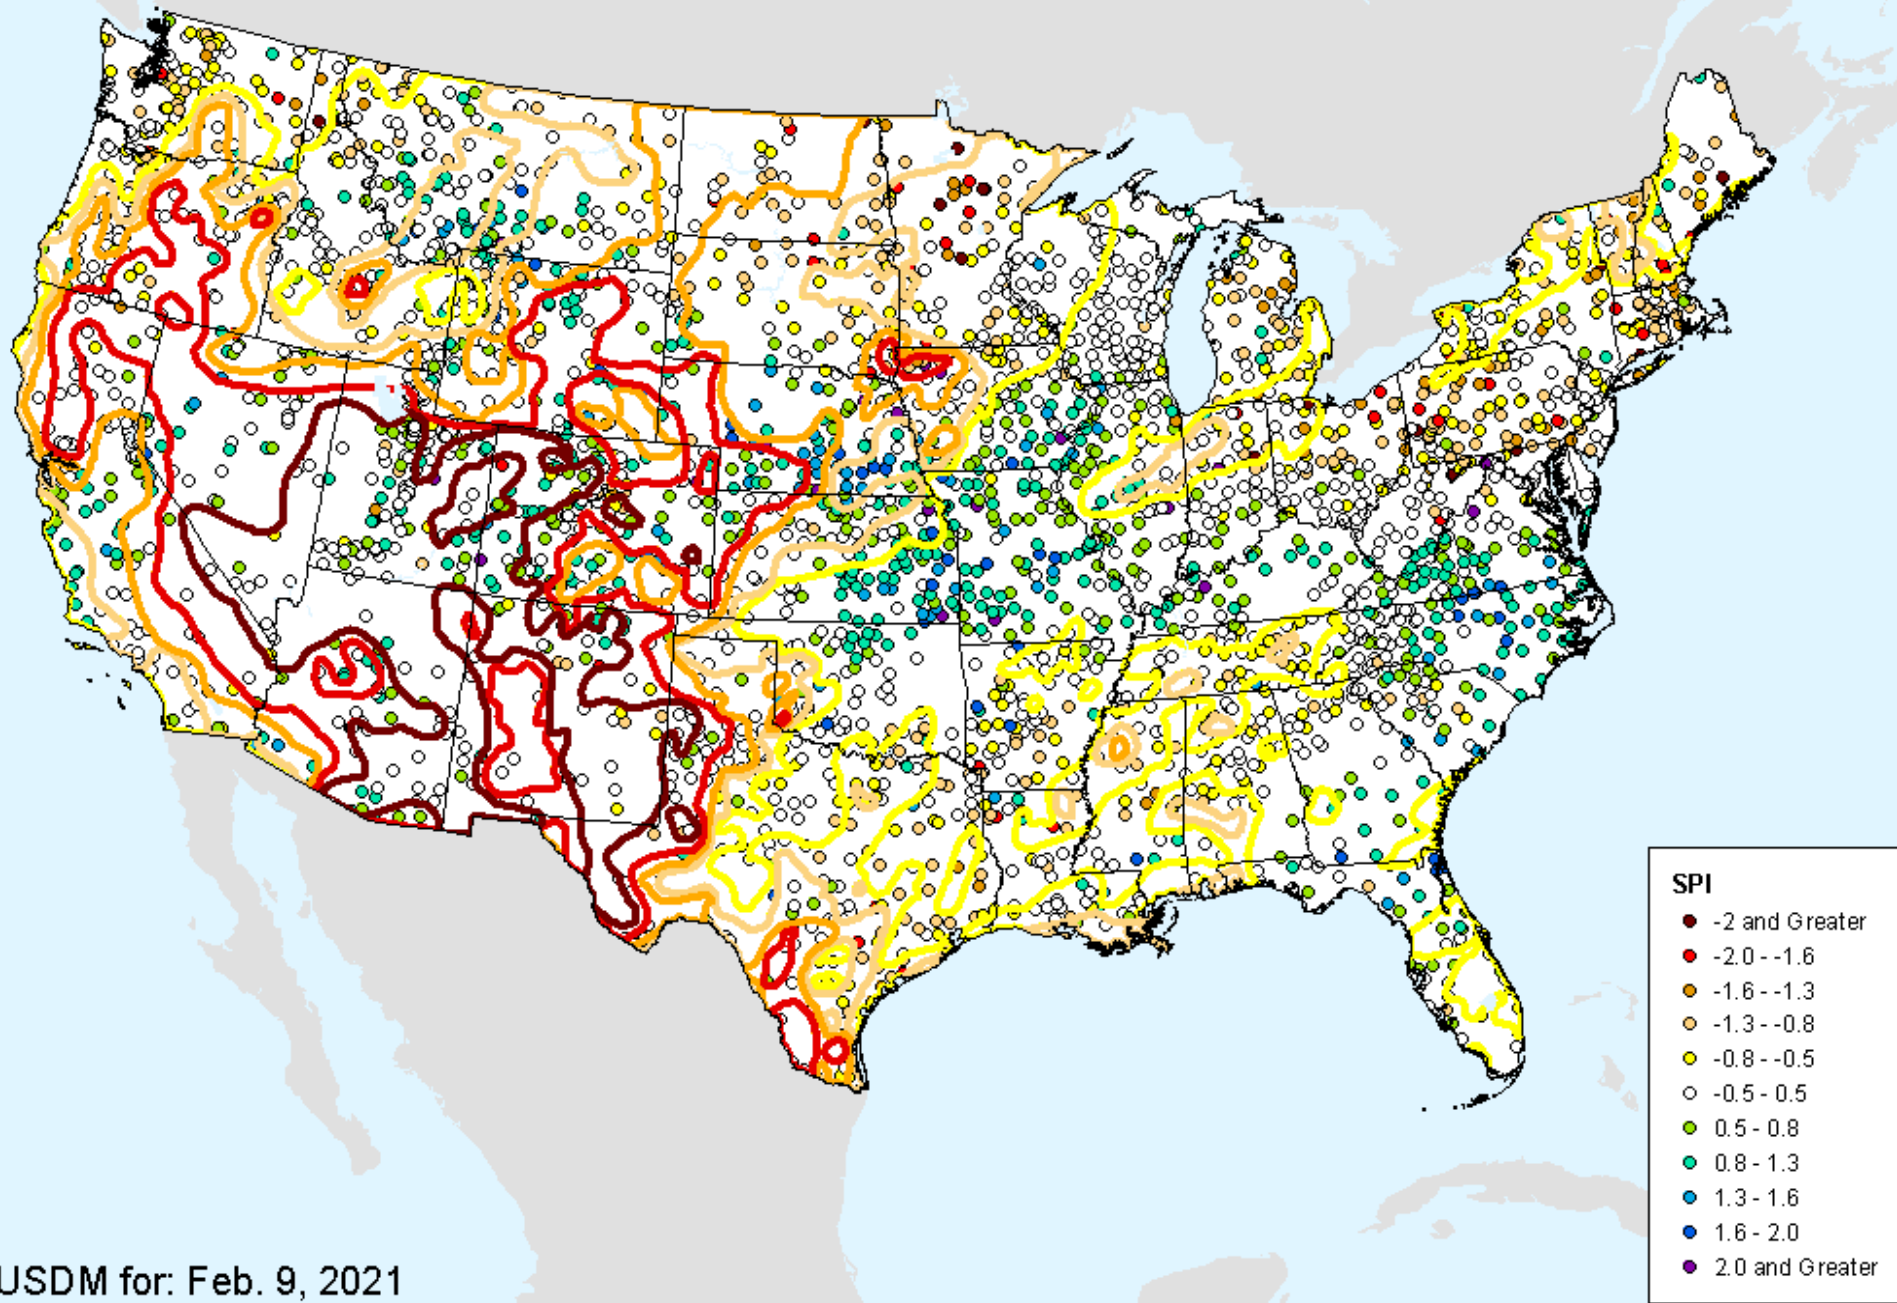 SPI
-2 and Greater
-2.0 - -1.6
-1.6 - -1.3
-1.3 - -0.8
-0.8 - -0.5
-0.5 - 0.5
0.5 - 0.8
0.8 - 1.3
1.3 - 1.6
1.6 - 2.0
2.0 and Greater
USDM for: Feb. 9, 2021